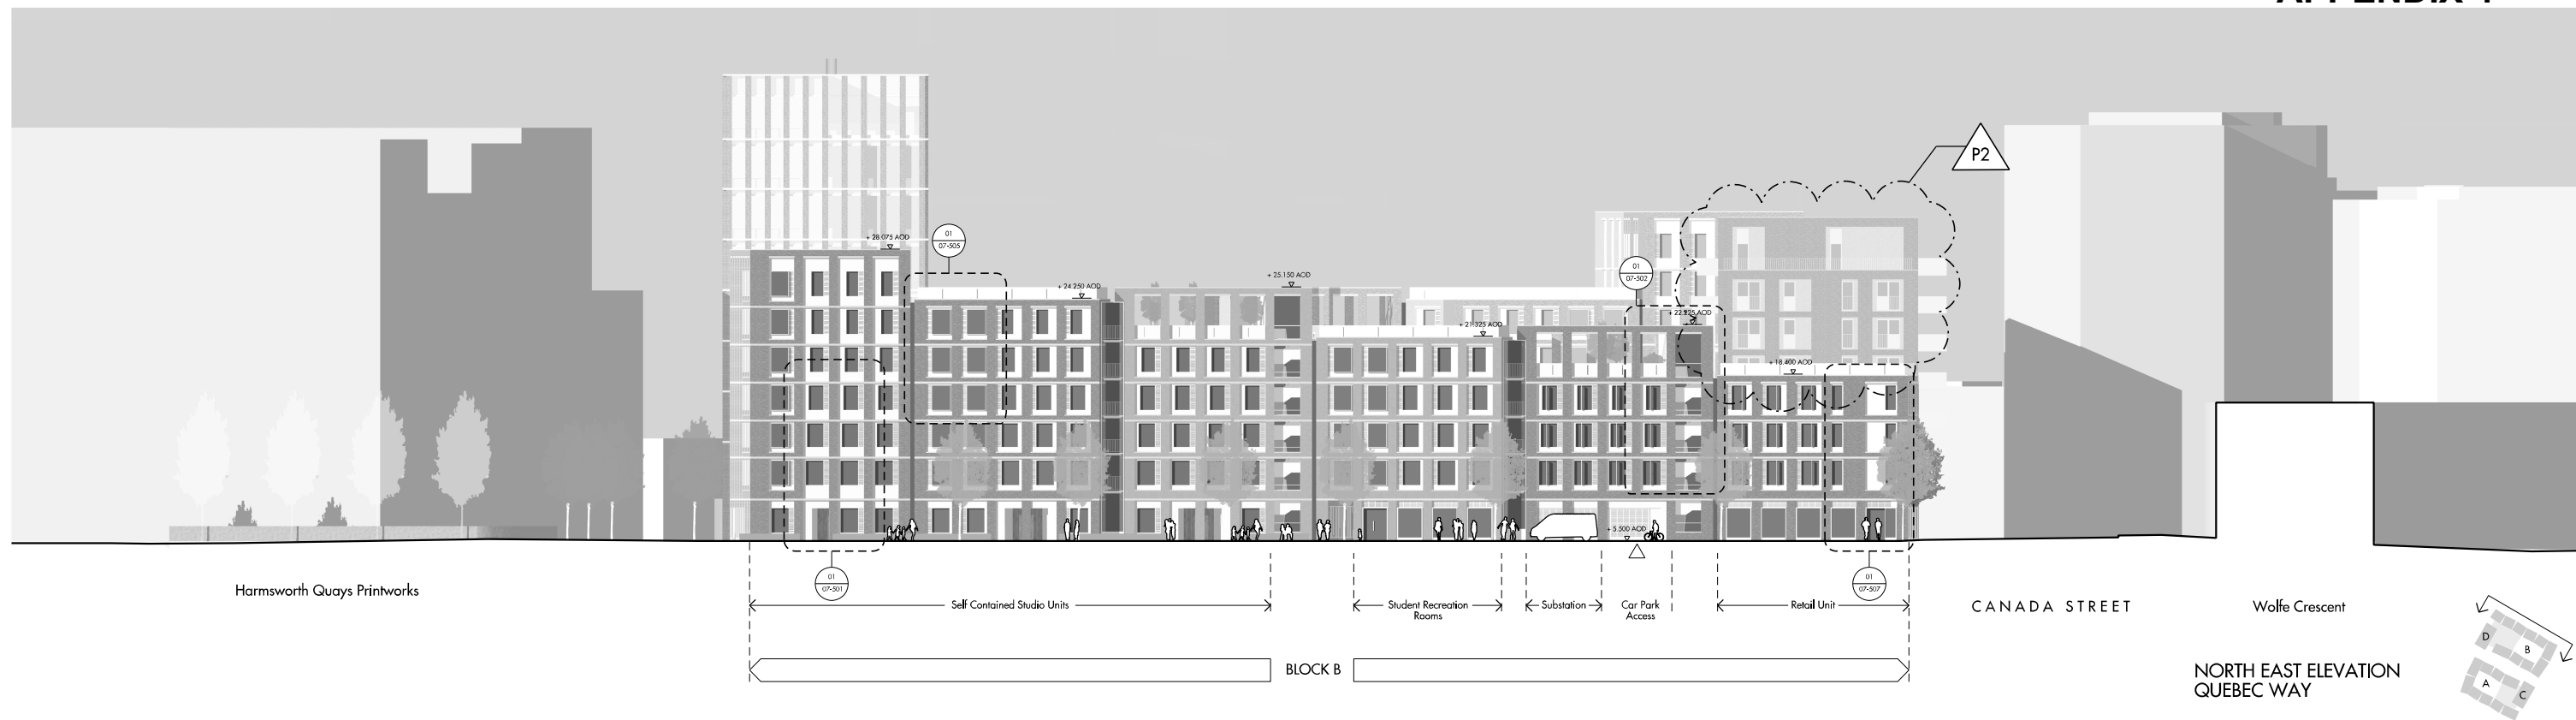 P2
+ 28.075 AOD
01
07-505
+ 24.250 AOD
+ 25.150 AOD
01
07-502
+ 21.325 AOD
+ 18.400 AOD
+ 5.500 AOD
01
07-501
01
07-507
Harmsworth Quays Printworks
Self Contained Studio Units
Student Recreation
Rooms
Substation
Car Park
Access
Retail Unit
CANADA STREET
Wolfe Crescent
BLOCK B
NORTH EAST ELEVATION
QUEBEC WAY
D
B
A
C